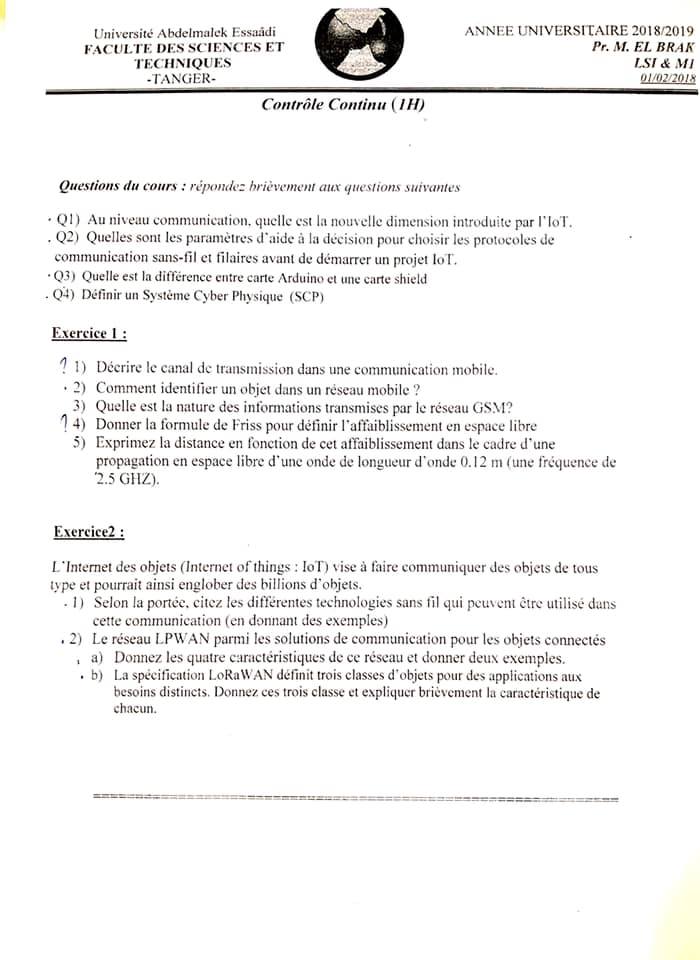 Université Abdelmalek Essaâdi
FACULTE DES SCIENCES ET
TECHNIQUES
-TANGER-
ANNEE UNIVERSITAIRE 2018/2019
Pr. M. EL BRAK
LSI & M1
01/02/2018
Contrôle Continu (1H)
Questions du cours : répondez brièvement aux questions suivantes
Q1) Au niveau communication, quelle est la nouvelle dimension introduite par l'IoT.
Q2) Quelles sont les paramètres d'aide à la décision pour choisir les protocoles de
communication sans-fil et filaires avant de démarrer un projet IoT.
Q3) Quelle est la différence entre carte Arduino et une carte shield
Q4) Définir un Système Cyber Physique (SCP)
Exercice 1 :
? 1) Décrire le canal de transmission dans une communication mobile.
2) Comment identifier un objet dans un réseau mobile ?
3) Quelle est la nature des informations transmises par le réseau GSM?
? 4) Donner la formule de Friss pour définir l'affaiblissement en espace libre
5) Exprimez la distance en fonction de cet affaiblissement dans le cadre d'une
propagation en espace libre d'une onde de longueur d'onde 0.12 m (une fréquence de
2.5 GHZ).
Exercice2 :
L'Internet des objets (Internet of things : IoT) vise à faire communiquer des objets de tous
type et pourrait ainsi englober des billions d'objets.
1) Selon la portée, citez les différentes technologies sans fil qui peuvent être utilisé dans
cette communication (en donnant des exemples)
2) Le réseau LPWAN parmi les solutions de communication pour les objets connectés
a) Donnez les quatre caractéristiques de ce réseau et donner deux exemples.
b) La spécification LoRaWAN définit trois classes d'objets pour des applications aux
besoins distincts. Donnez ces trois classe et expliquer brièvement la caractéristique de
chacun.